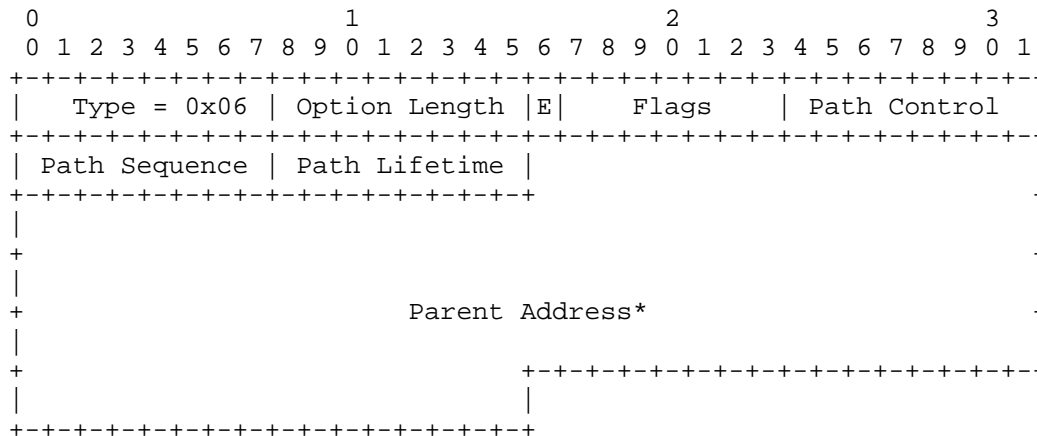 0                   1                   2                   3
0 1 2 3 4 5 6 7 8 9 0 1 2 3 4 5 6 7 8 9 0 1 2 3 4 5 6 7 8 9 0 1
+-+-+-+-+-+-+-+-+-+-+-+-+-+-+-+-+-+-+-+-+-+-+-+-+-+-+-+-+-+-+-+-
|   Type = 0x06 | Option Length |E|    Flags    | Path Control
+-+-+-+-+-+-+-+-+-+-+-+-+-+-+-+-+-+-+-+-+-+-+-+-+-+-+-+-+-+-+-+-
| Path Sequence | Path Lifetime |
+-+-+-+-+-+-+-+-+-+-+-+-+-+-+-+-+                               -
|
+                                                               -
|
+                        Parent Address*                        -
|
+                               +-+-+-+-+-+-+-+-+-+-+-+-+-+-+-+-
|                               |
+-+-+-+-+-+-+-+-+-+-+-+-+-+-+-+-+